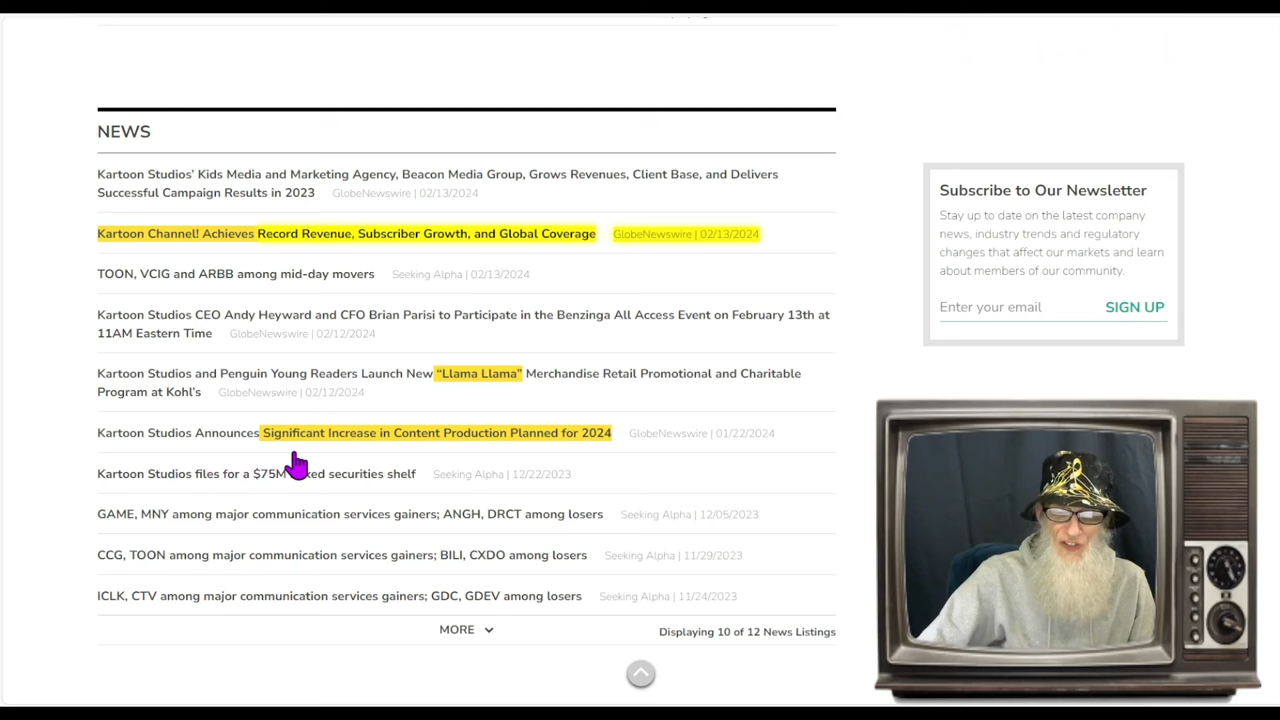 NEWS
Kartoon Studios' Kids Media and Marketing Agency, Beacon Media Group, Grows Revenues, Client Base, and Delivers
Successful Campaign Results in 2023 GlobeNewswire | 02/13/2024
Kartoon Channel! Achieves Record Revenue, Subscriber Growth, and Global Coverage GlobeNewswire | 02/13/2024
TOON, VCIG and ARBB among mid-day movers Seeking Alpha | 02/13/2024
Kartoon Studios CEO Andy Heyward and CFO Brian Parisi to Participate in the Benzinga All Access Event on February 13th at
11AM Eastern Time GlobeNewswire | 02/12/2024
Kartoon Studios and Penguin Young Readers Launch New “Llama Llama” Merchandise Retail Promotional and Charitable
Program at Kohl's GlobeNewswire | 02/12/2024
Kartoon Studios Announces Significant Increase in Content Production Planned for 2024 GlobeNewswire | 01/22/2024
Kartoon Studios files for a $75M securities shelf Seeking Alpha | 12/22/2023
GAME, MNY among major communication services gainers; ANGH, DRCT among losers Seeking Alpha | 12/05/2023
CCG, TOON among major communication services gainers; BILI, CXDO among losers Seeking Alpha | 11/29/2023
ICLK, CTV among major communication services gainers; GDC, GDEV among losers Seeking Alpha | 11/24/2023
MORE
Displaying 10 of 12 News Listings
Subscribe to Our Newsletter
Stay up to date on the latest company
news, industry trends and regulatory
changes that affect our markets and learn
about members of our community.
Enter your email SIGN UP